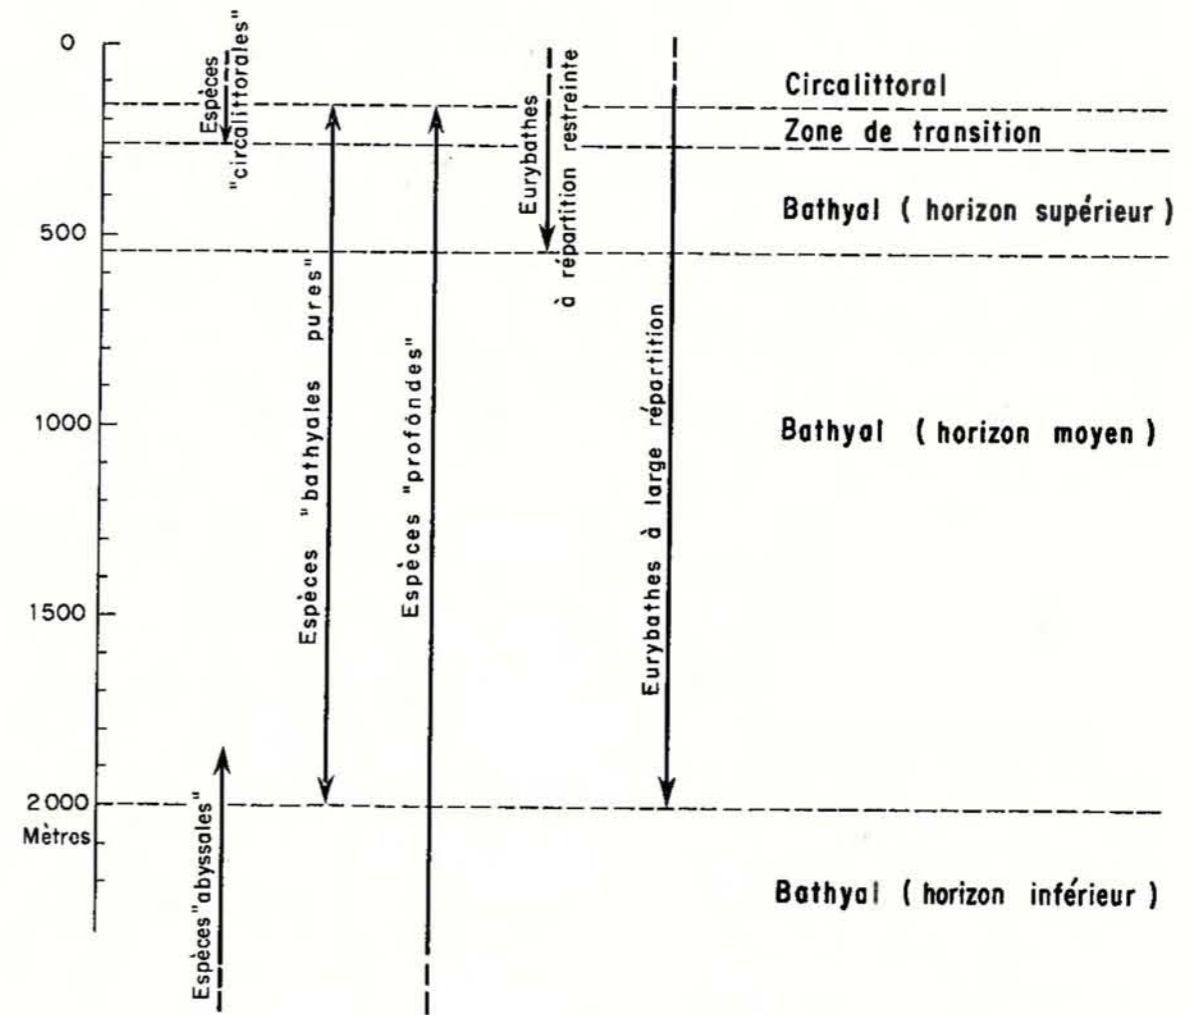 0
500
1000
1500
2000
Mètres
Espèces
"circalittorales"
Espèces "bathyales pures"
Espèces "profondes"
Eurybathes
à répartition restreinte
Eurybathes à large répartition
Espèces "abyssales"
Circalittoral
Zone de transition
Bathyal ( horizon supérieur )
Bathyal ( horizon moyen )
Bathyal ( horizon inférieur )